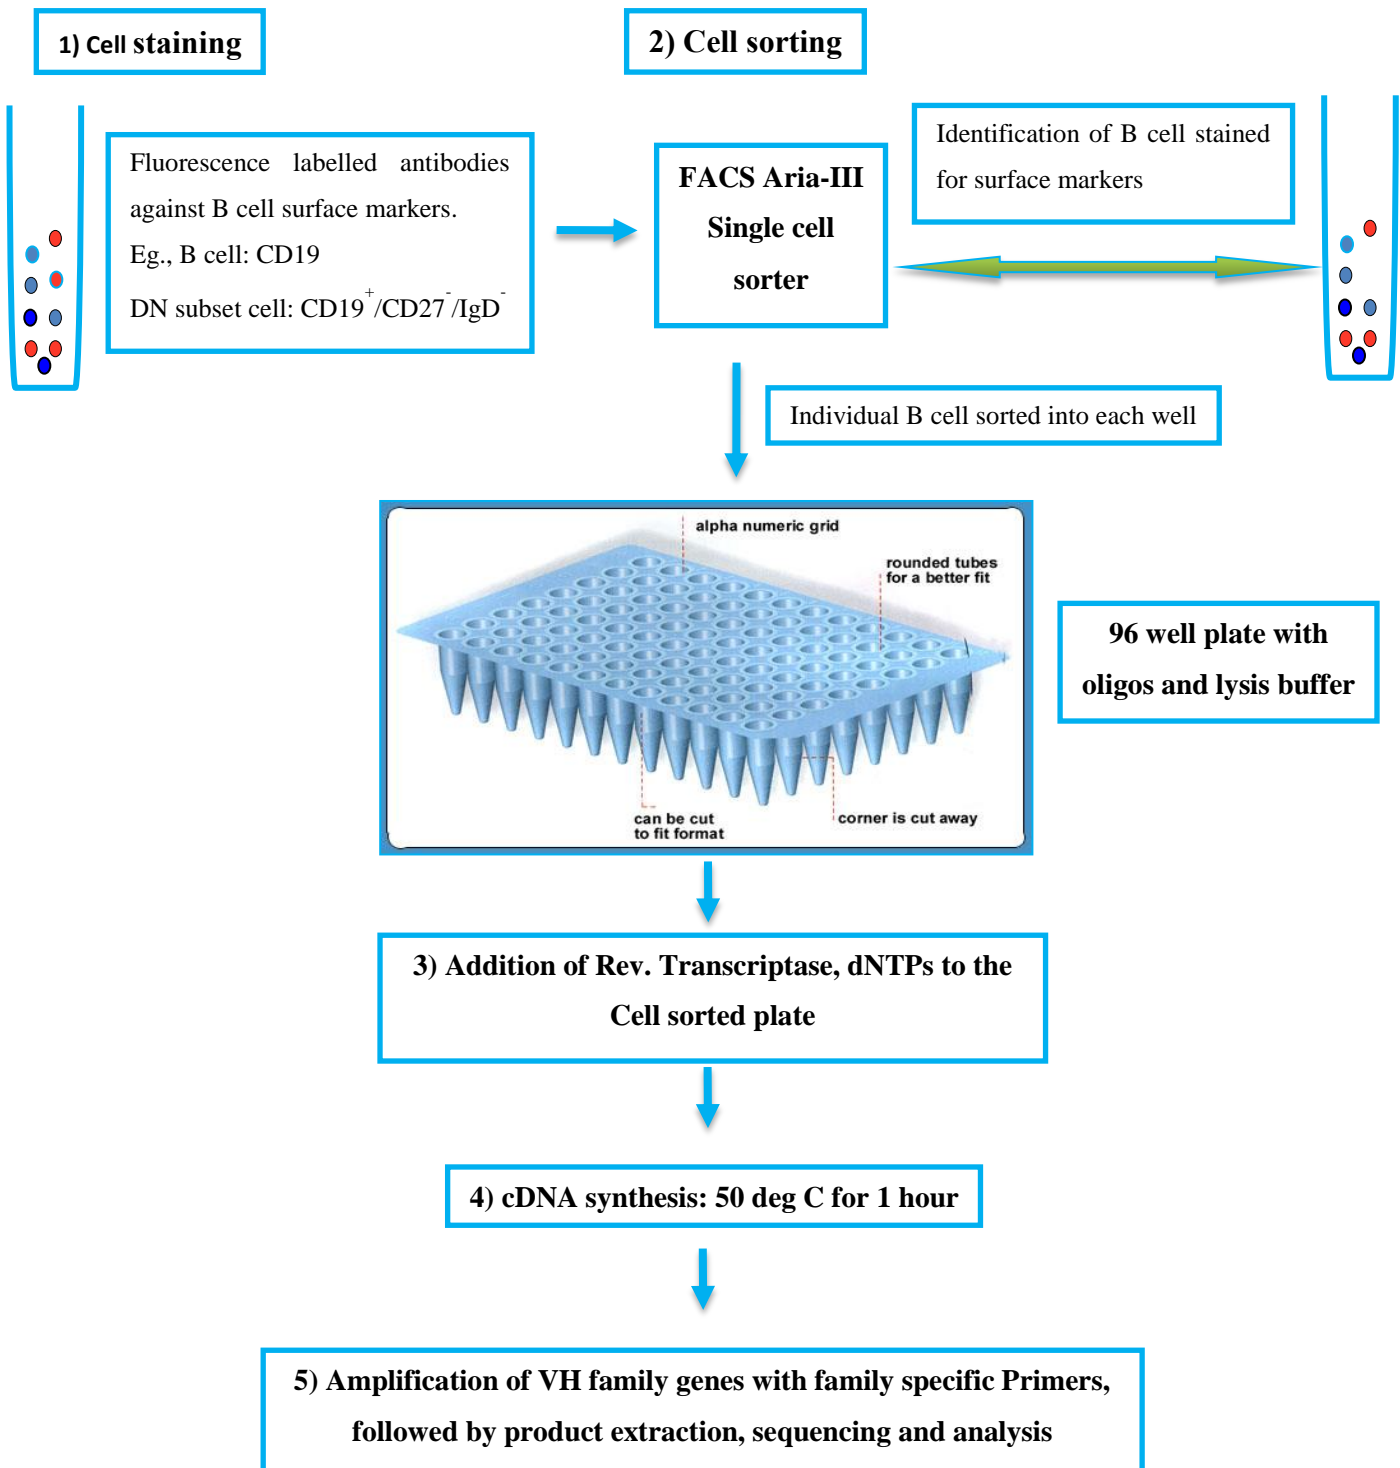 1) Cell staining
2) Cell sorting
Fluorescence labelled antibodies
against B cell surface markers.
Eg., B cell: CD19
DN subset cell: CD19+/CD27-/IgD-
FACS Aria-III
Single cell
sorter
Identification of B cell stained
for surface markers
Individual B cell sorted into each well
alpha numeric grid
rounded tubes
for a better fit
can be cut
to fit format
corner is cut away
96 well plate with
oligos and lysis buffer
3) Addition of Rev. Transcriptase, dNTPs to the
Cell sorted plate
4) cDNA synthesis: 50 deg C for 1 hour
5) Amplification of VH family genes with family specific Primers,
followed by product extraction, sequencing and analysis